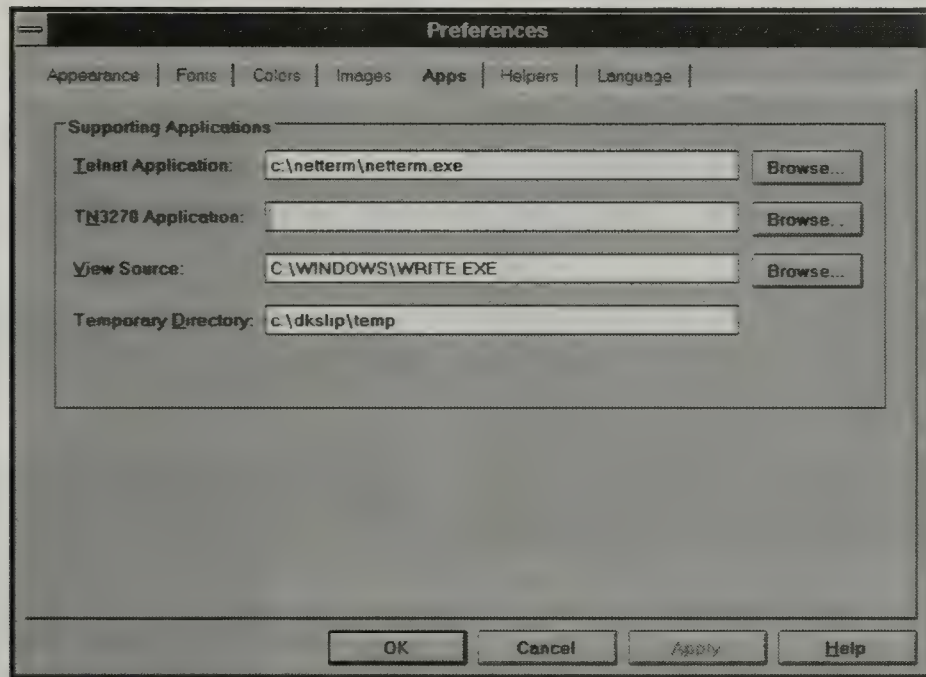 Preferences
Appearance | Fonts | Colors | Images Apps | Helpers | Language |
Supporting Applications
Telnet Application: c:\netterm\netterm.exe Browse...
TN3270 Application: Browse. .
View Source: C:\WINDOWS\WRITE EXE Browse...
Temporary Directory: c:\dkslip\temp
OK Cancel Apply Help